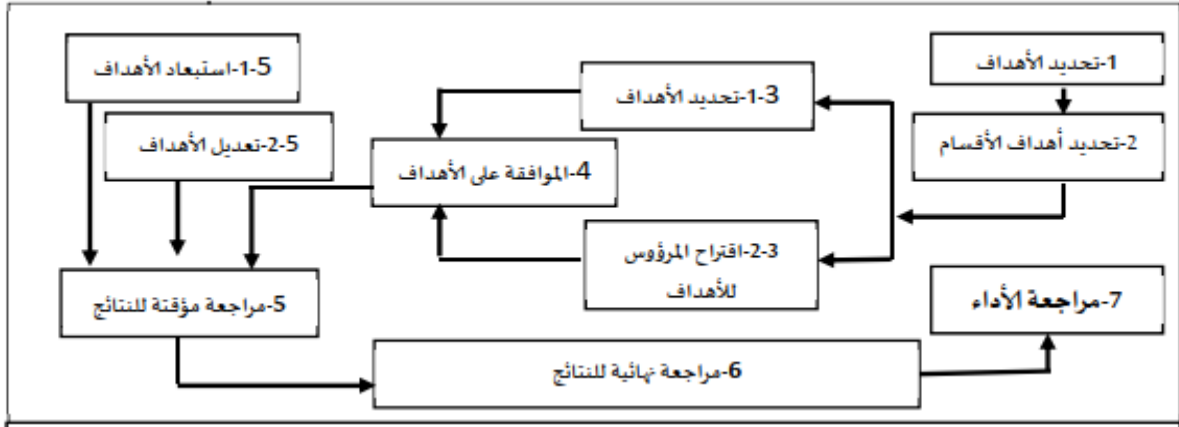 1-تحديد الأهداف
2-تحديد أهداف الأقسام
3-1-تحديد الأهداف
3-2-اقتراح المرؤوس
للأهداف
4-الموافقة على الأهداف
5-1-استبعاد الأهداف
5-2-تعديل الأهداف
5-مراجعة مؤقتة للنتائج
6-مراجعة نهائية للنتائج
7-مراجعة الأداء